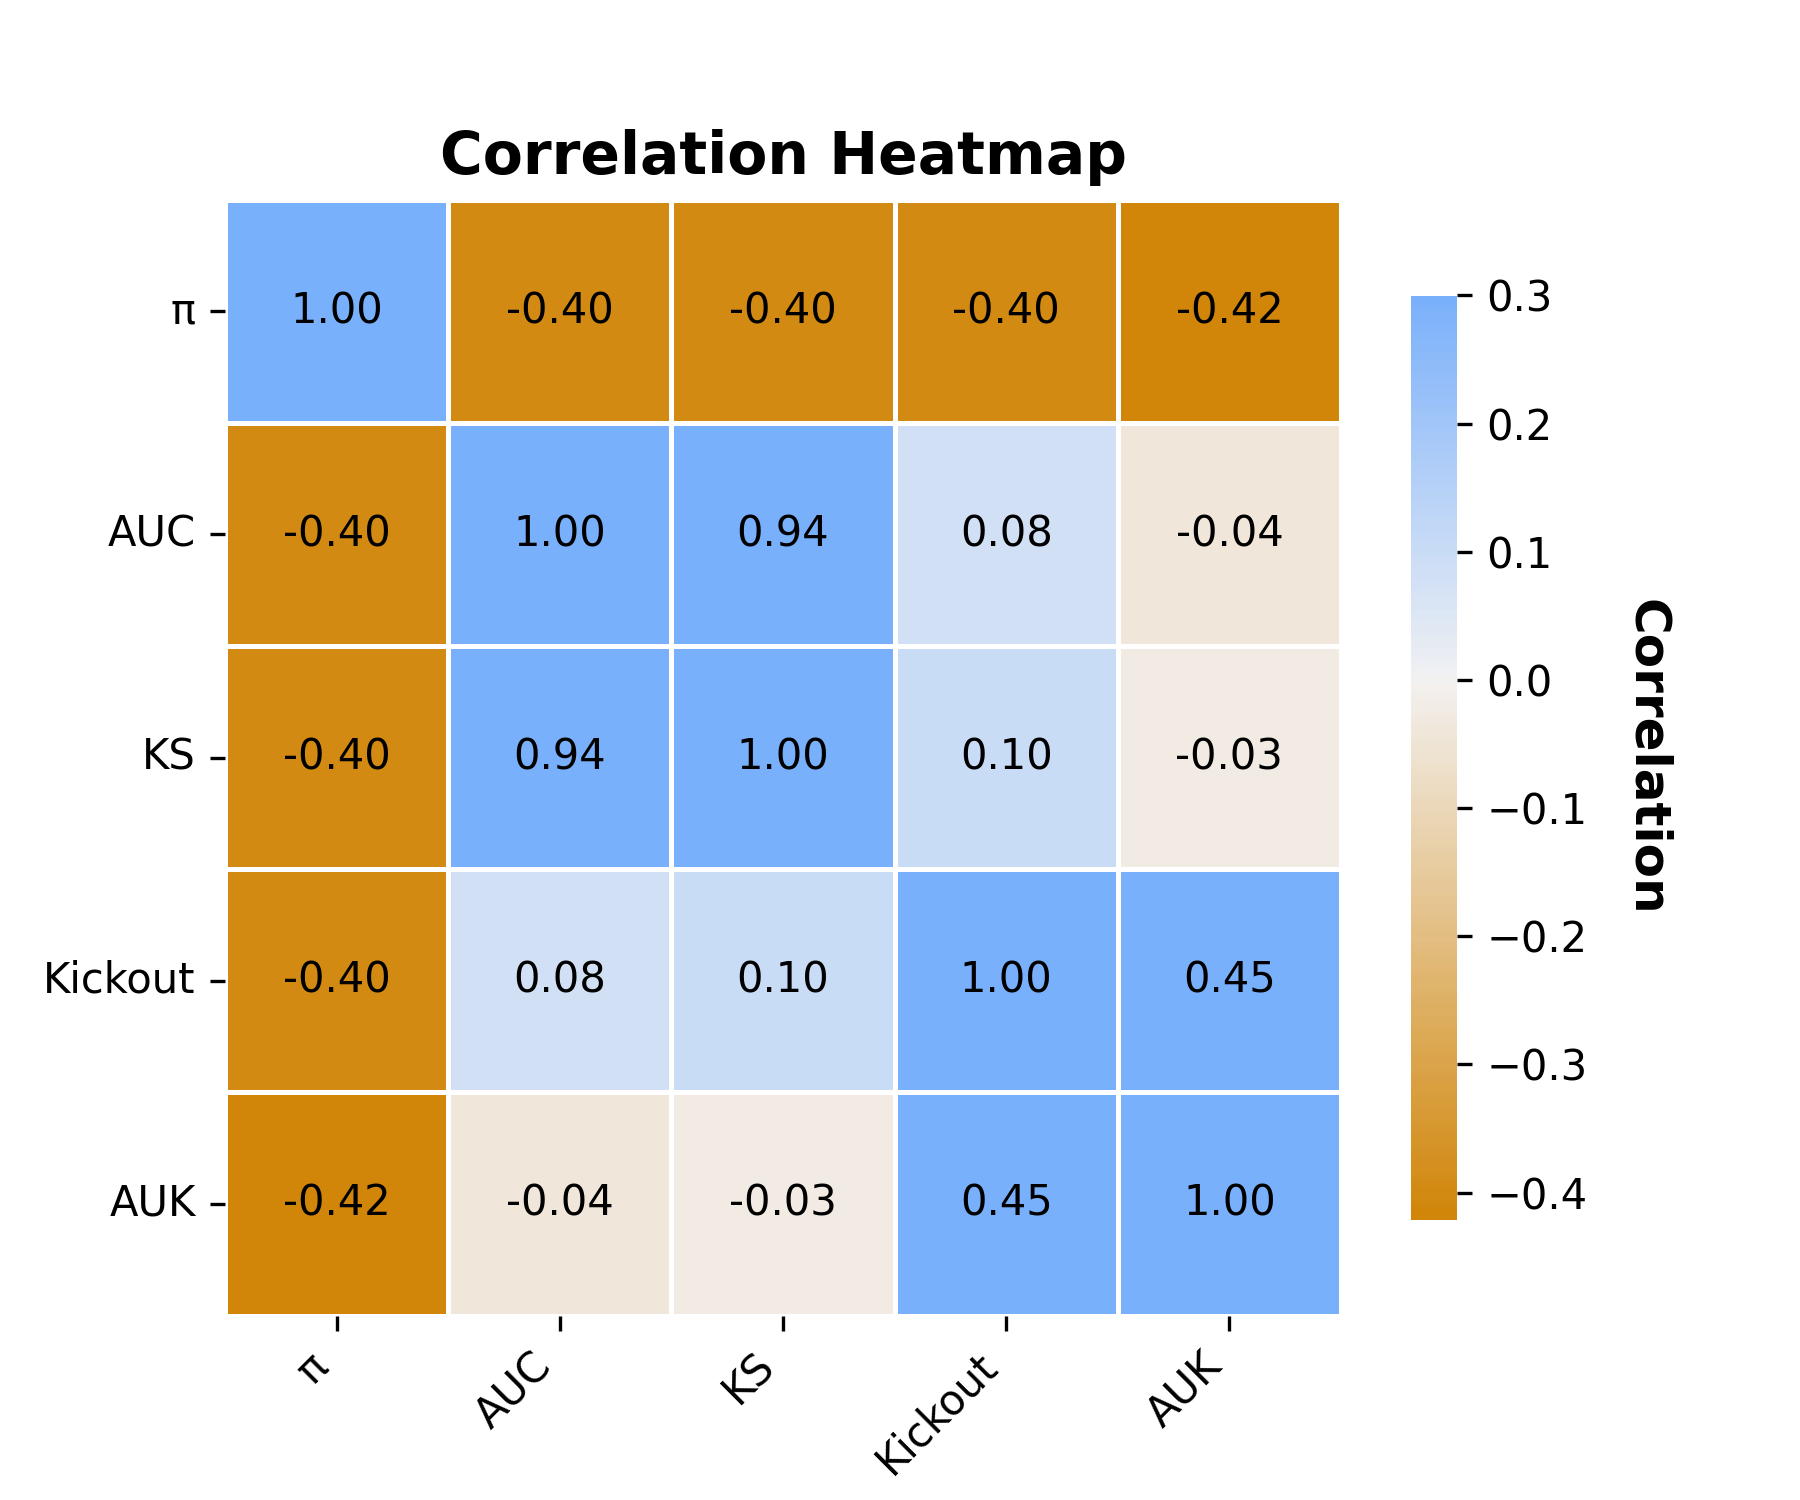 Correlation Heatmap
π 1.00 -0.40 -0.40 -0.40 -0.42
AUC -0.40 1.00 0.94 0.08 -0.04
KS -0.40 0.94 1.00 0.10 -0.03
Kickout -0.40 0.08 0.10 1.00 0.45
AUK -0.42 -0.04 -0.03 0.45 1.00
π AUC KS Kickout AUK
0.3
0.2
0.1
0.0
−0.1
−0.2
−0.3
−0.4
Correlation